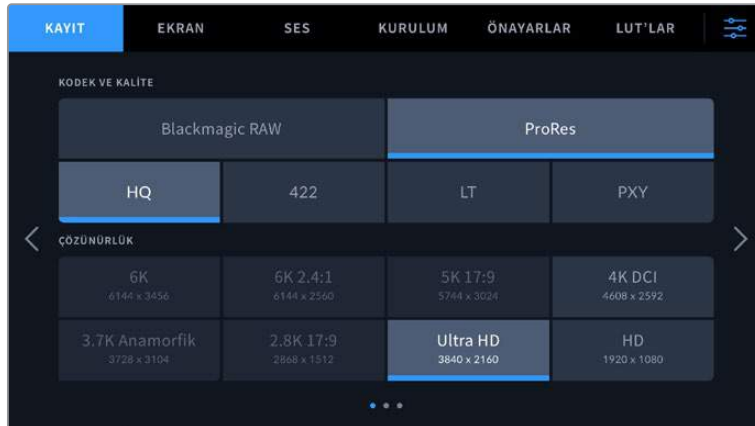 KAYIT EKRAN SES KURULUM ÖNAYARLAR LUT'LAR
KODEK VE KALİTE
Blackmagic RAW ProRes
HQ 422 LT PXY
ÇÖZÜNÜRLÜK
6K 6K 2.4:1 5K 17:9 4K DCI
6144 x 3456 6144 x 2560 5744 x 3024 4608 x 2592
3.7K Anamorfik 2.8K 17:9 Ultra HD HD
3728 x 3104 2868 x 1512 3840 x 2160 1920 x 1080